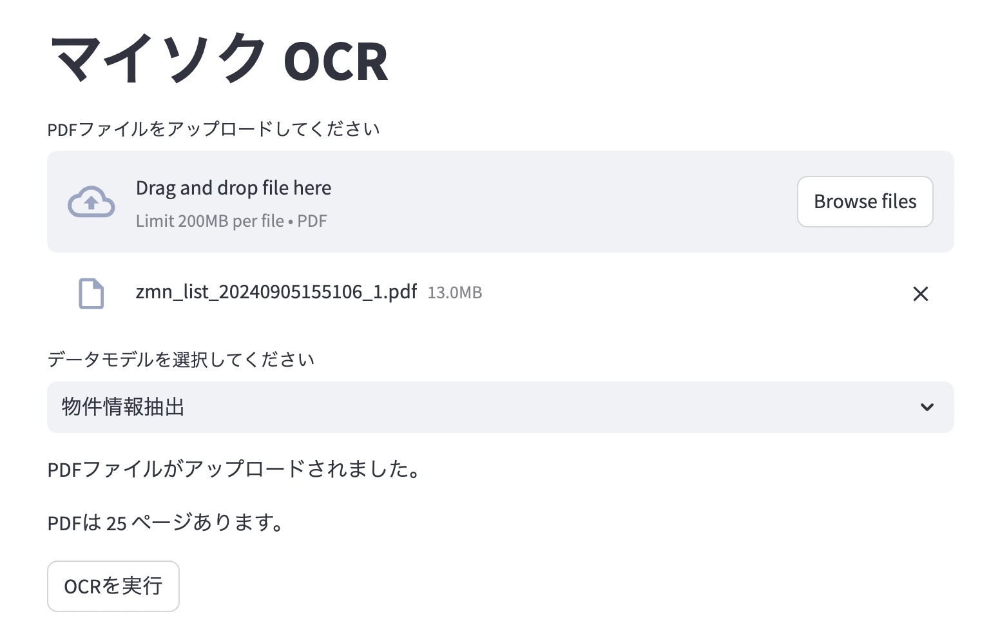 マイソク OCR
PDFファイルをアップロードしてください
Drag and drop file here
Limit 200MB per file • PDF
Browse files
zmn_list_20240905155106_1.pdf 13.0MB
データモデルを選択してください
物件情報抽出
PDFファイルがアップロードされました。
PDFは 25 ページあります。
OCRを実行